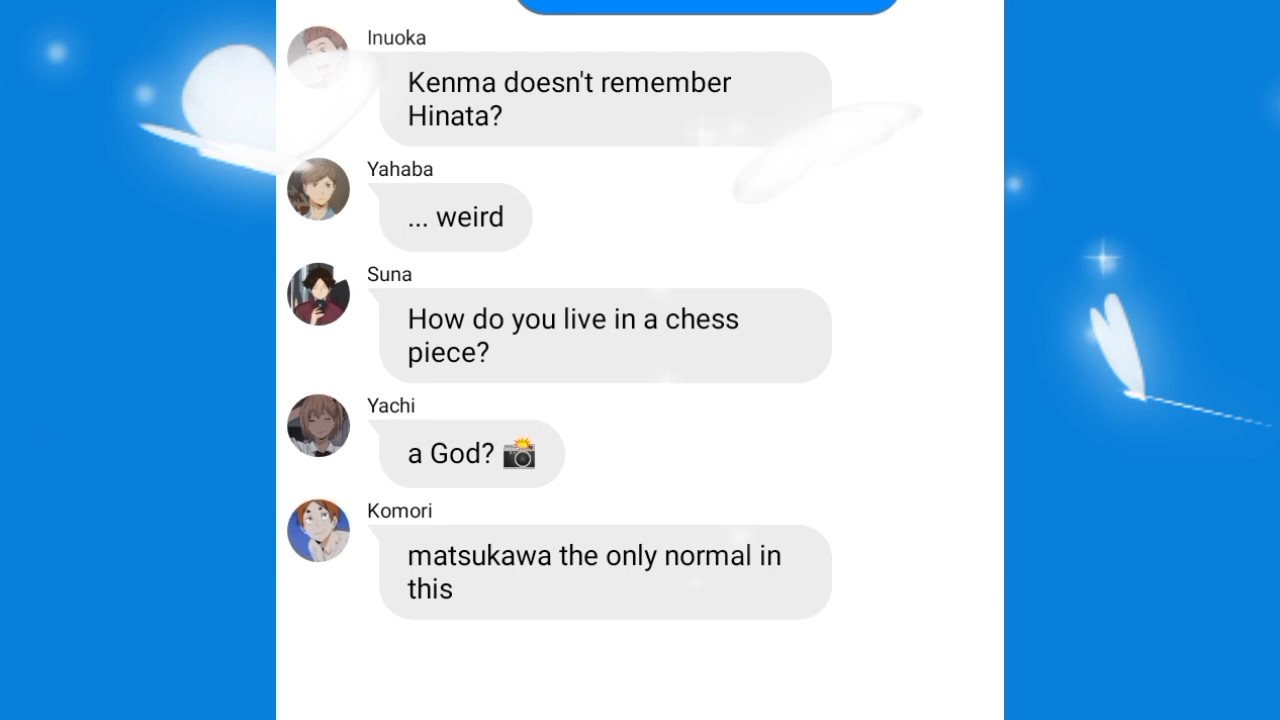 Inuoka
Kenma doesn't remember
Hinata?
Yahaba
... weird
Suna
How do you live in a chess
piece?
Yachi
a God? 📸
Komori
matsukawa the only normal in
this